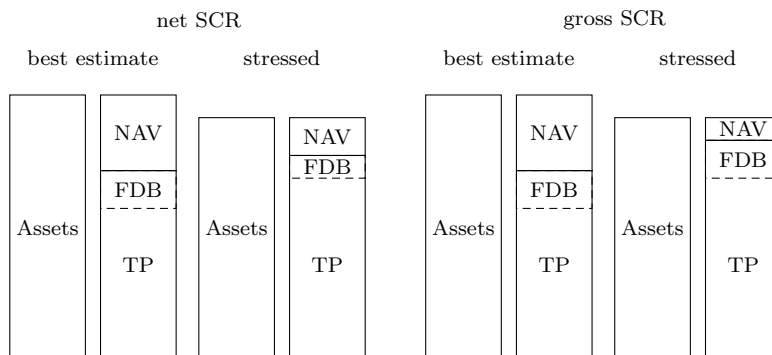 net SCR
gross SCR
best estimate
stressed
best estimate
stressed
NAV
NAV
NAV
NAV
FDB
FDB
FDB
FDB
Assets
Assets
Assets
Assets
TP
TP
TP
TP